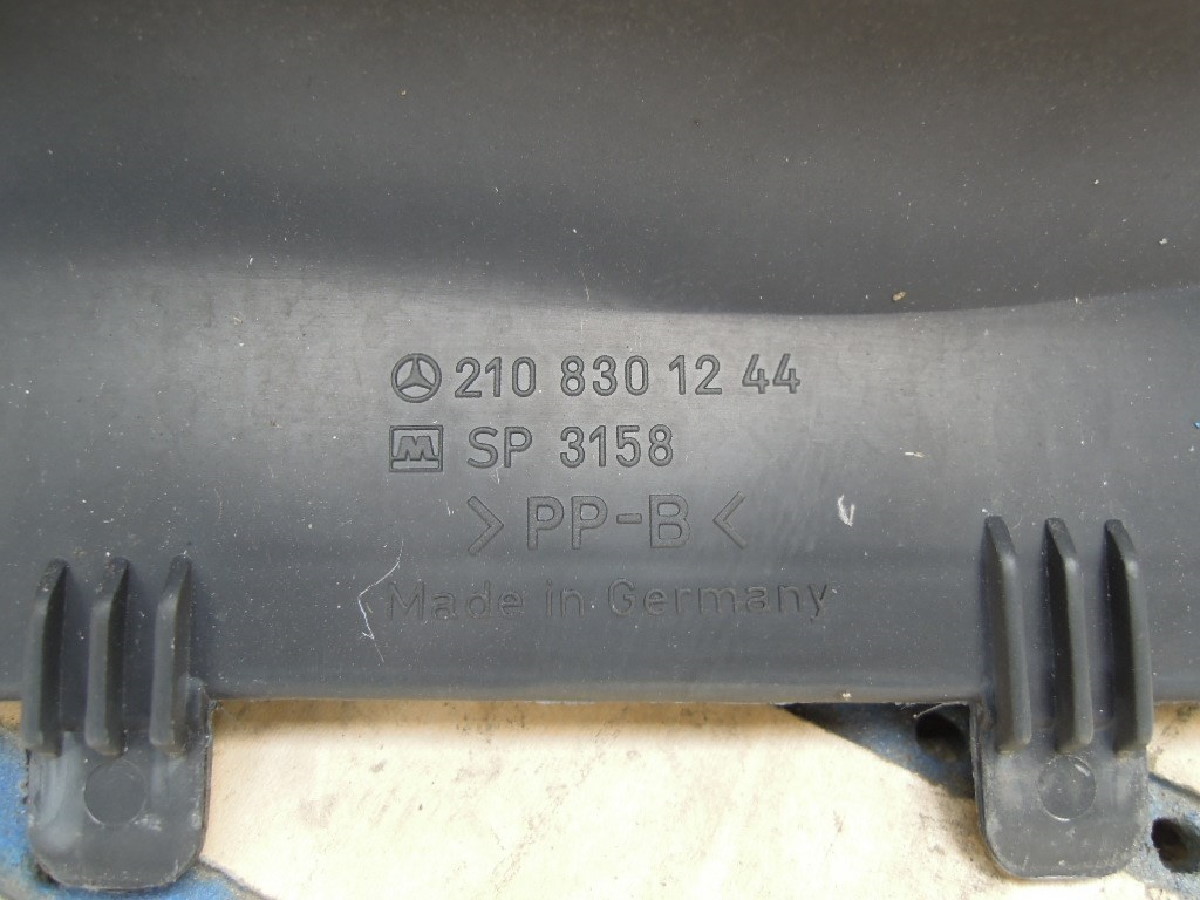 210 830 12 44
M SP 3158
>PP-B<
Made in Germany